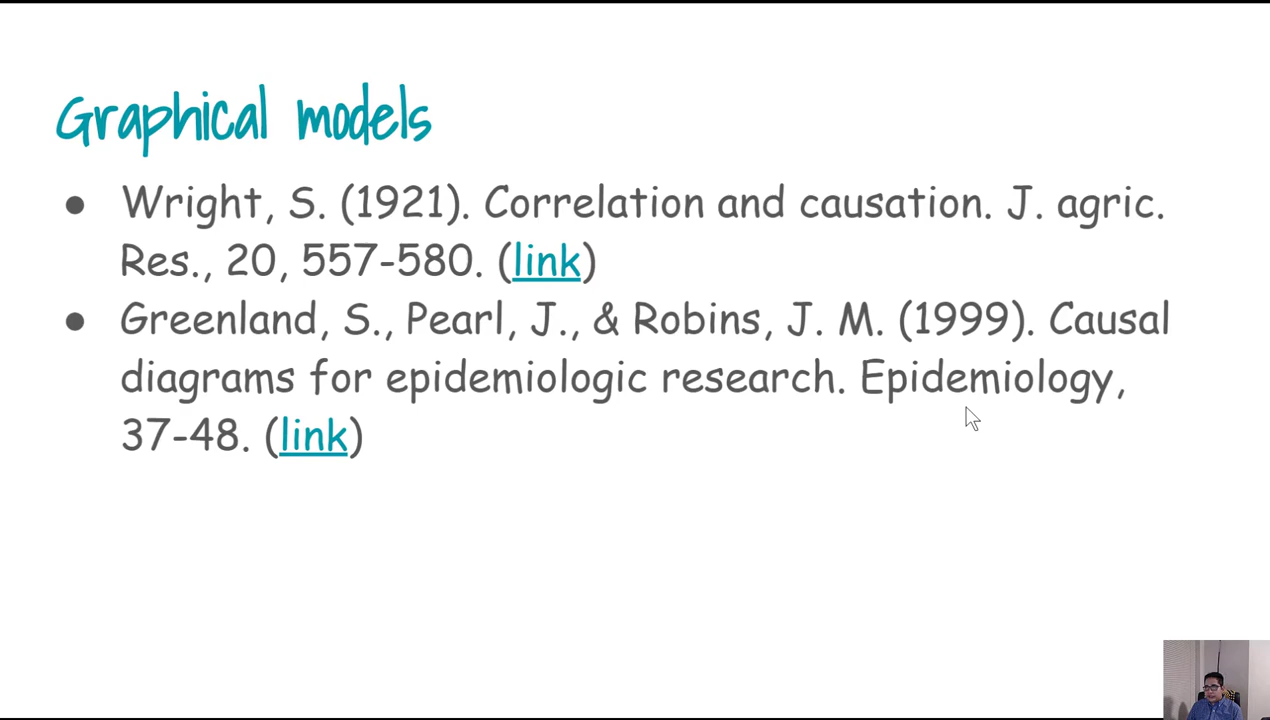 Graphical models
● Wright, S. (1921). Correlation and causation. J. agric.
Res., 20, 557-580. (link)
● Greenland, S., Pearl, J., & Robins, J. M. (1999). Causal
diagrams for epidemiologic research. Epidemiology,
37-48. (link)